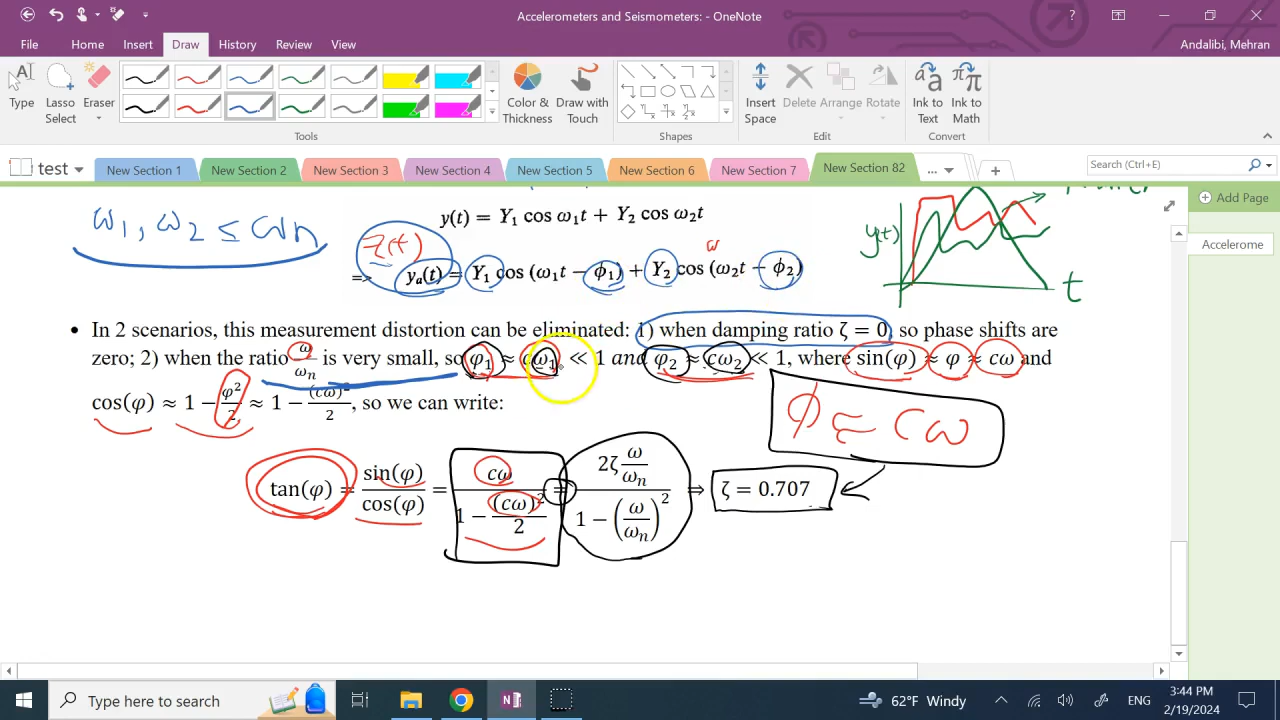 Accelerometers and Seismometers: - OneNote
?
File Home Insert Draw History Review View
Andalibi, Mehran
Type
Lasso Select
Eraser
Color & Thickness
Draw with Touch
Insert Space
Delete
Arrange
Rotate
Ink to Text
Ink to Math
Tools Shapes Edit Convert
test
New Section 1
New Section 2
New Section 3
New Section 4
New Section 5
New Section 6
New Section 7
New Section 82
...
Search (Ctrl+E)
Add Page
Accelerome
ω1, ω2 ≤ ωn
y(t) = Y₁ cos ω₁t + Y₂ cos ω₂t
z(t)
ω
=> yₐ(t) = Y₁ cos (ω₁t − ϕ₁) + Y₂ cos (ω₂t − ϕ₂)
y(t)
t
• In 2 scenarios, this measurement distortion can be eliminated: 1) when damping ratio ζ = 0, so phase shifts are
zero; 2) when the ratio ω/ωₙ is very small, so φ₁ ≈ cω₁ ≪ 1 and φ₂ ≈ cω₂ ≪ 1, where sin(φ) ≈ φ ≈ cω and
cos(φ) ≈ 1 − φ²/2 ≈ 1 − (cω)²/2, so we can write:
ϕ ≈ cω
tan(φ) = sin(φ)/cos(φ) = cω/(1 − (cω)²/2) = 2ζ ω/ωₙ/(1 − (ω/ωₙ)²) ⇒ ζ = 0.707
Type here to search
62°F Windy
ENG
3:44 PM
2/19/2024